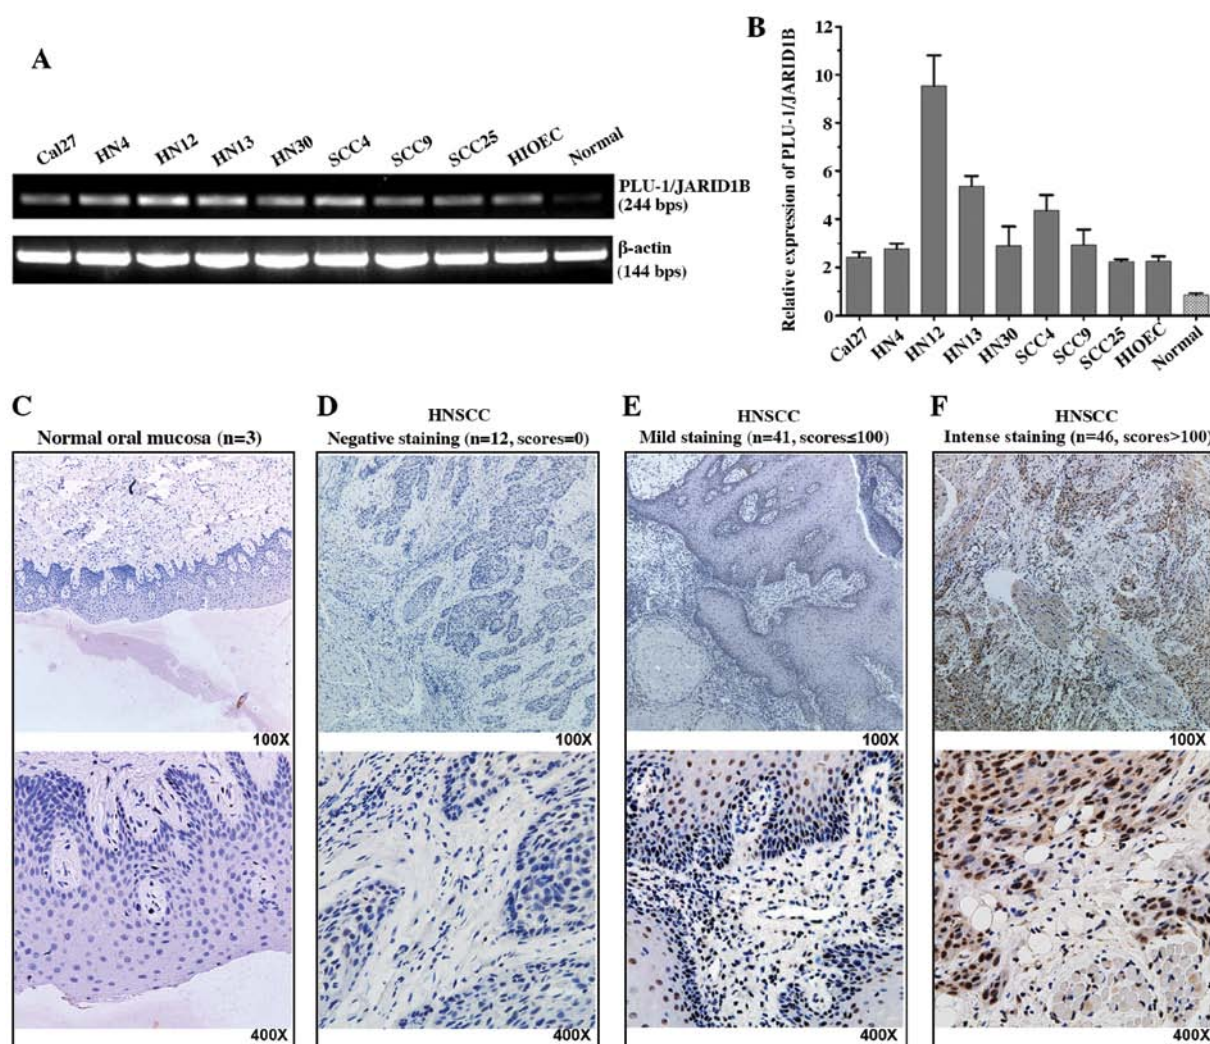 A
Cal27 HN4 HN12 HN13 HN30 SCC4 SCC9 SCC25 HIOEC Normal
PLU-1/JARID1B
(244 bps)
β-actin
(144 bps)
B
Relative expression of PLU-1/JARID1B
12
10
8
6
4
2
0
Cal27 HN4 HN12 HN13 HN30 SCC4 SCC9 SCC25 HIOEC Normal
C
Normal oral mucosa (n=3)
100X
400X
D
HNSCC
Negative staining (n=12, scores=0)
100X
400X
E
HNSCC
Mild staining (n=41, scores≤100)
100X
400X
F
HNSCC
Intense staining (n=46, scores>100)
100X
400X